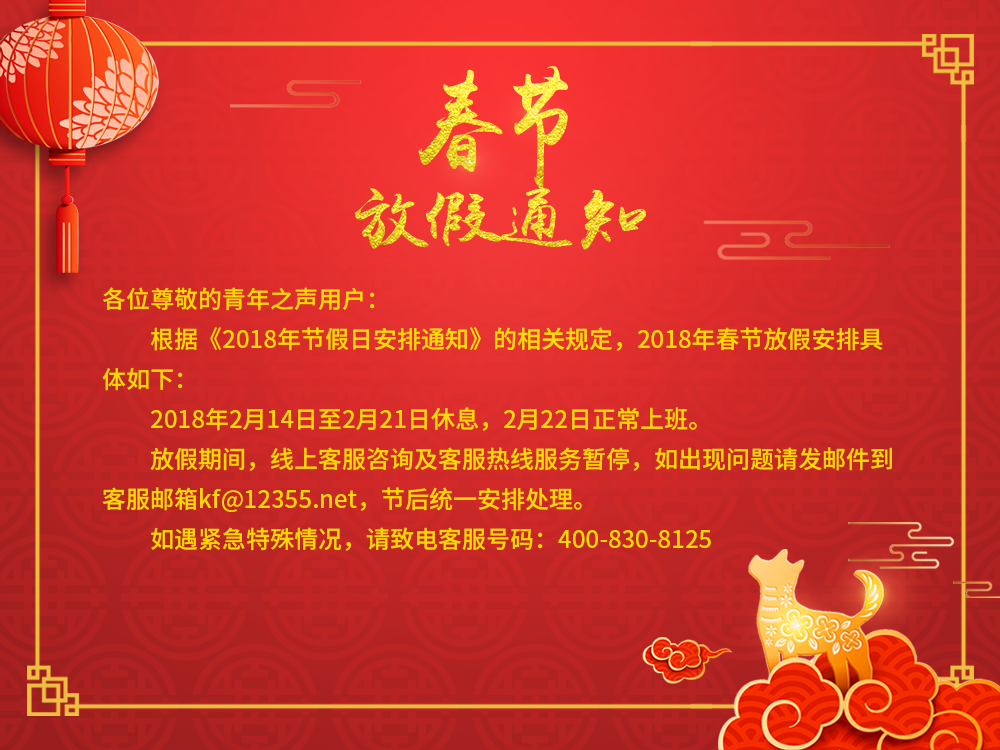 春节
放假通知
各位尊敬的青年之声用户：
根据《2018年节假日安排通知》的相关规定，2018年春节放假安排具
体如下：
2018年2月14日至2月21日休息，2月22日正常上班。
放假期间，线上客服咨询及客服热线服务暂停，如出现问题请发邮件到
客服邮箱kf@12355.net，节后统一安排处理。
如遇紧急特殊情况，请致电客服号码：400-830-8125